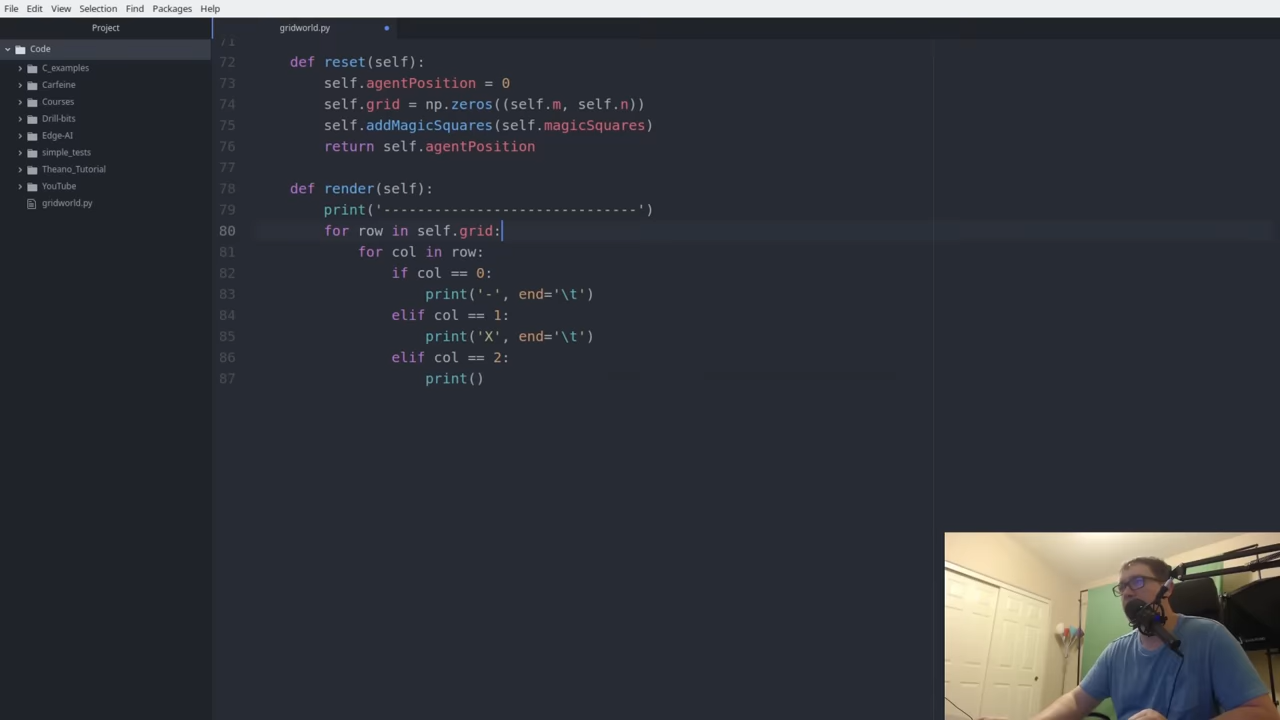 File Edit View Selection Find Packages Help
Project
gridworld.py
Code
C_examples
Carfeine
Courses
Drill-bits
Edge-AI
simple_tests
Theano_Tutorial
YouTube
gridworld.py
71
72 def reset(self):
73 self.agentPosition = 0
74 self.grid = np.zeros((self.m, self.n))
75 self.addMagicSquares(self.magicSquares)
76 return self.agentPosition
77
78 def render(self):
79 print('------------------------------')
80 for row in self.grid:
81 for col in row:
82 if col == 0:
83 print('-', end='\t')
84 elif col == 1:
85 print('X', end='\t')
86 elif col == 2:
87 print()